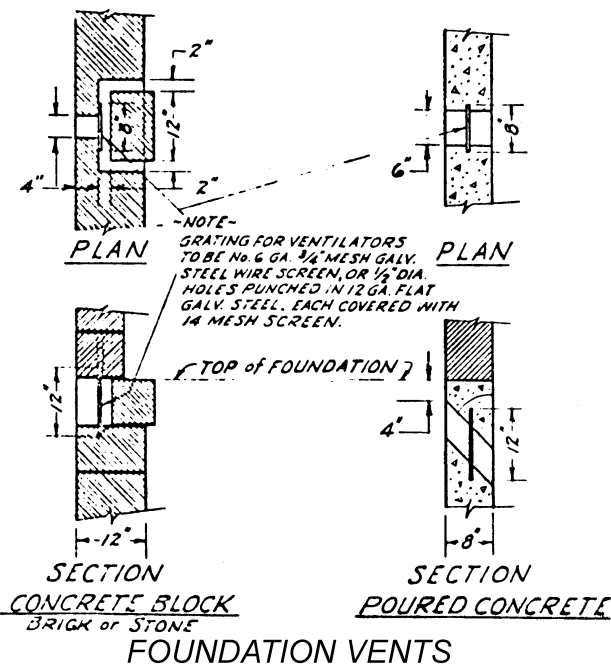 2"
8"
12"
4"
2"
PLAN
6"
8"
PLAN
-NOTE-
GRATING FOR VENTILATORS
TO BE No. 6 GA. 3/4" MESH GALV.
STEEL WIRE SCREEN, OR 1/2" DIA.
HOLES PUNCHED IN 12 GA. FLAT
GALV. STEEL. EACH COVERED WITH
14 MESH SCREEN.
TOP of FOUNDATION
12"
12"
4"
12"
8"
SECTION
CONCRETE BLOCK
BRICK or STONE
SECTION
POURED CONCRETE
FOUNDATION VENTS